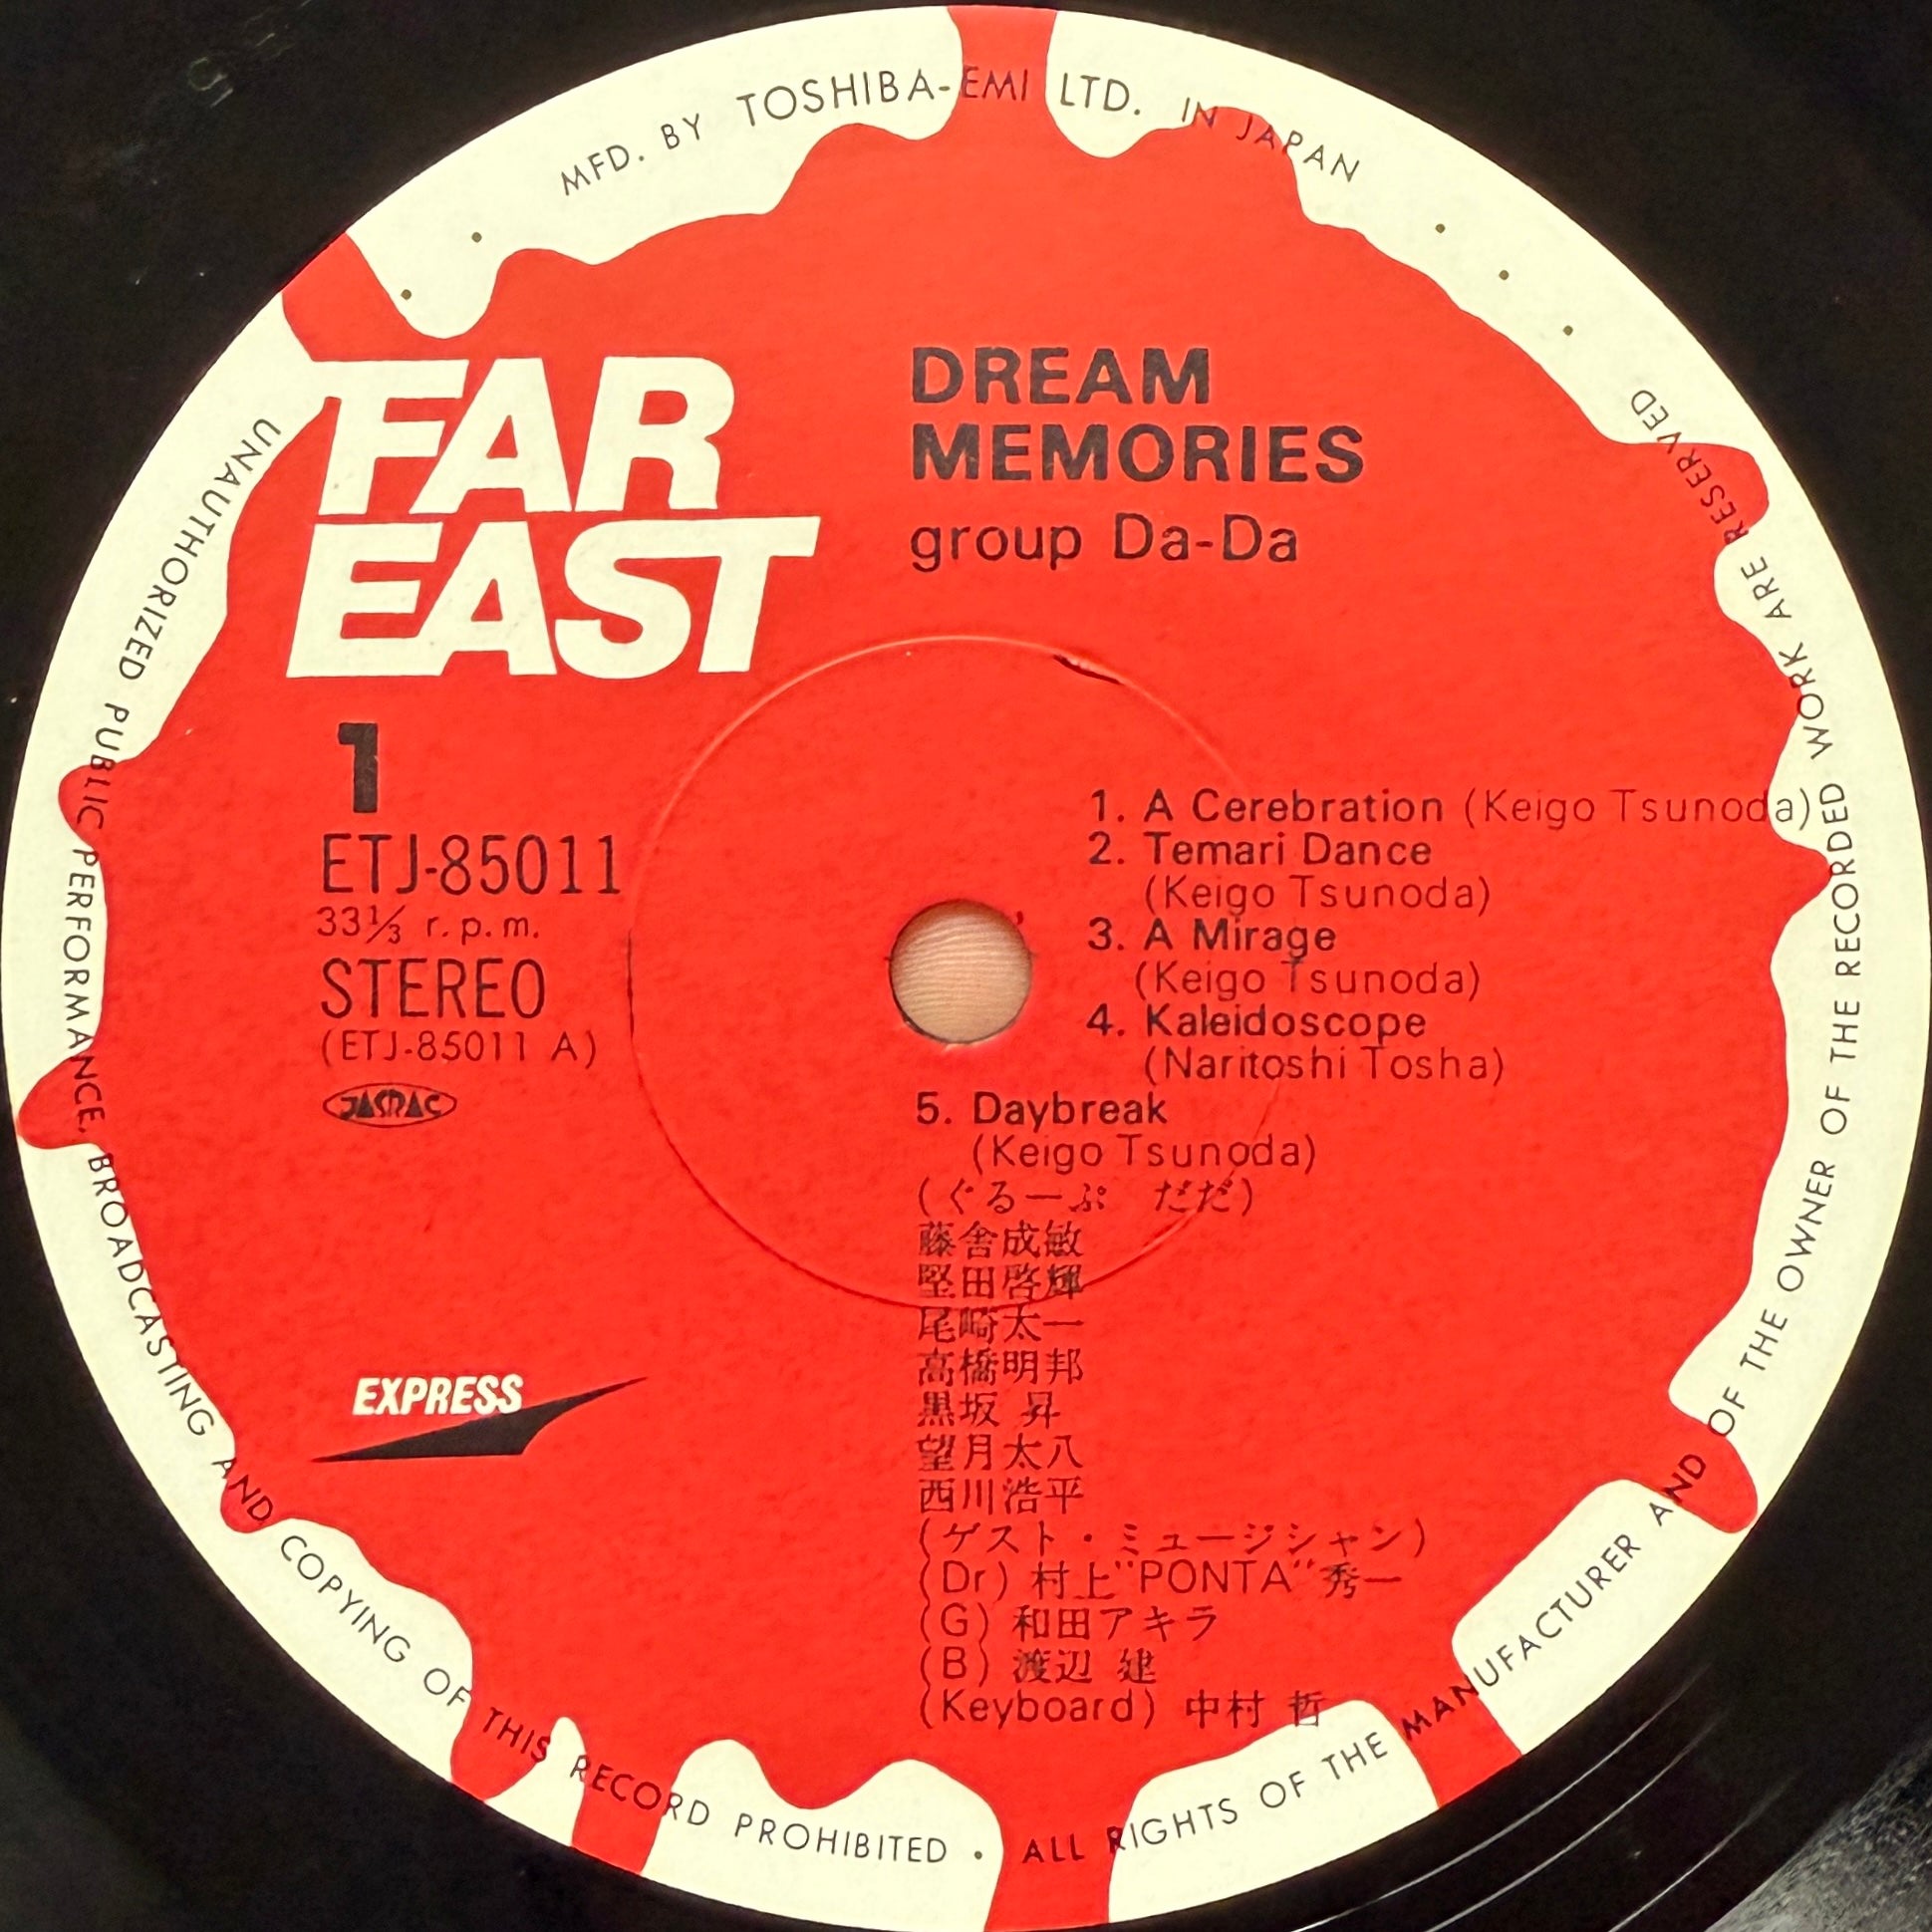 MFD. BY TOSHIBA-EMI LTD. IN JAPAN
FAR
EAST
DREAM
MEMORIES
group Da-Da
1
ETJ-85011
33⅓ r.p.m.
STEREO
(ETJ-85011 A)
JASRAC
EXPRESS
1. A Cerebration (Keigo Tsunoda)
2. Temari Dance
(Keigo Tsunoda)
3. A Mirage
(Keigo Tsunoda)
4. Kaleidoscope
(Naritoshi Tosha)
5. Daybreak
(Keigo Tsunoda)
(ぐるーぷ　だだ)
藤舎成敏
堅田啓輝
尾崎太一
高橋明邦
黒坂 昇
望月太八
西川浩平
(ゲスト・ミュージシャン)
(Dr) 村上"PONTA"秀一
(G) 和田アキラ
(B) 渡辺 建
(Keyboard) 中村 哲
UNAUTHORIZED PUBLIC PERFORMANCE, BROADCASTING AND COPYING OF THIS RECORD PROHIBITED · ALL RIGHTS OF THE MANUFACTURER AND OF THE OWNER OF THE RECORDED WORK ARE RESERVED